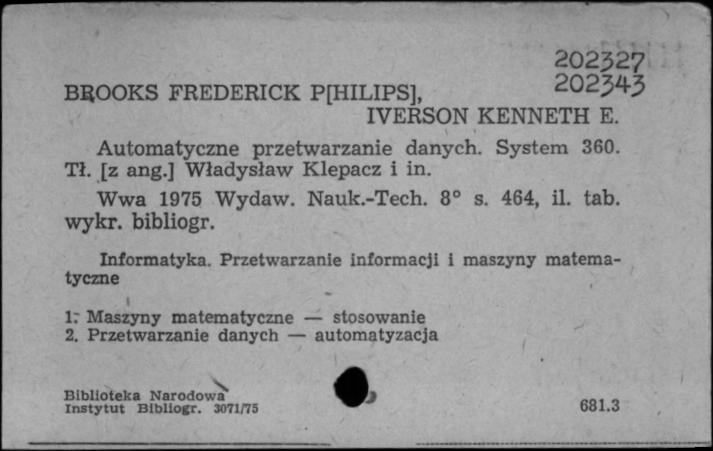 202327
202343
BROOKS FREDERICK P[HILIPS],
IVERSON KENNETH E.
Automatyczne przetwarzanie danych. System 360.
Tł. [z ang.] Władysław Klepacz i in.
Wwa 1975 Wydaw. Nauk.-Tech. 8° s. 464, il. tab.
wykr. bibliogr.
Informatyka. Przetwarzanie informacji i maszyny matema-
tyczne
1. Maszyny matematyczne — stosowanie
2. Przetwarzanie danych — automatyzacja
Biblioteka Narodowa
Instytut Bibliogr. 3071/75
681.3